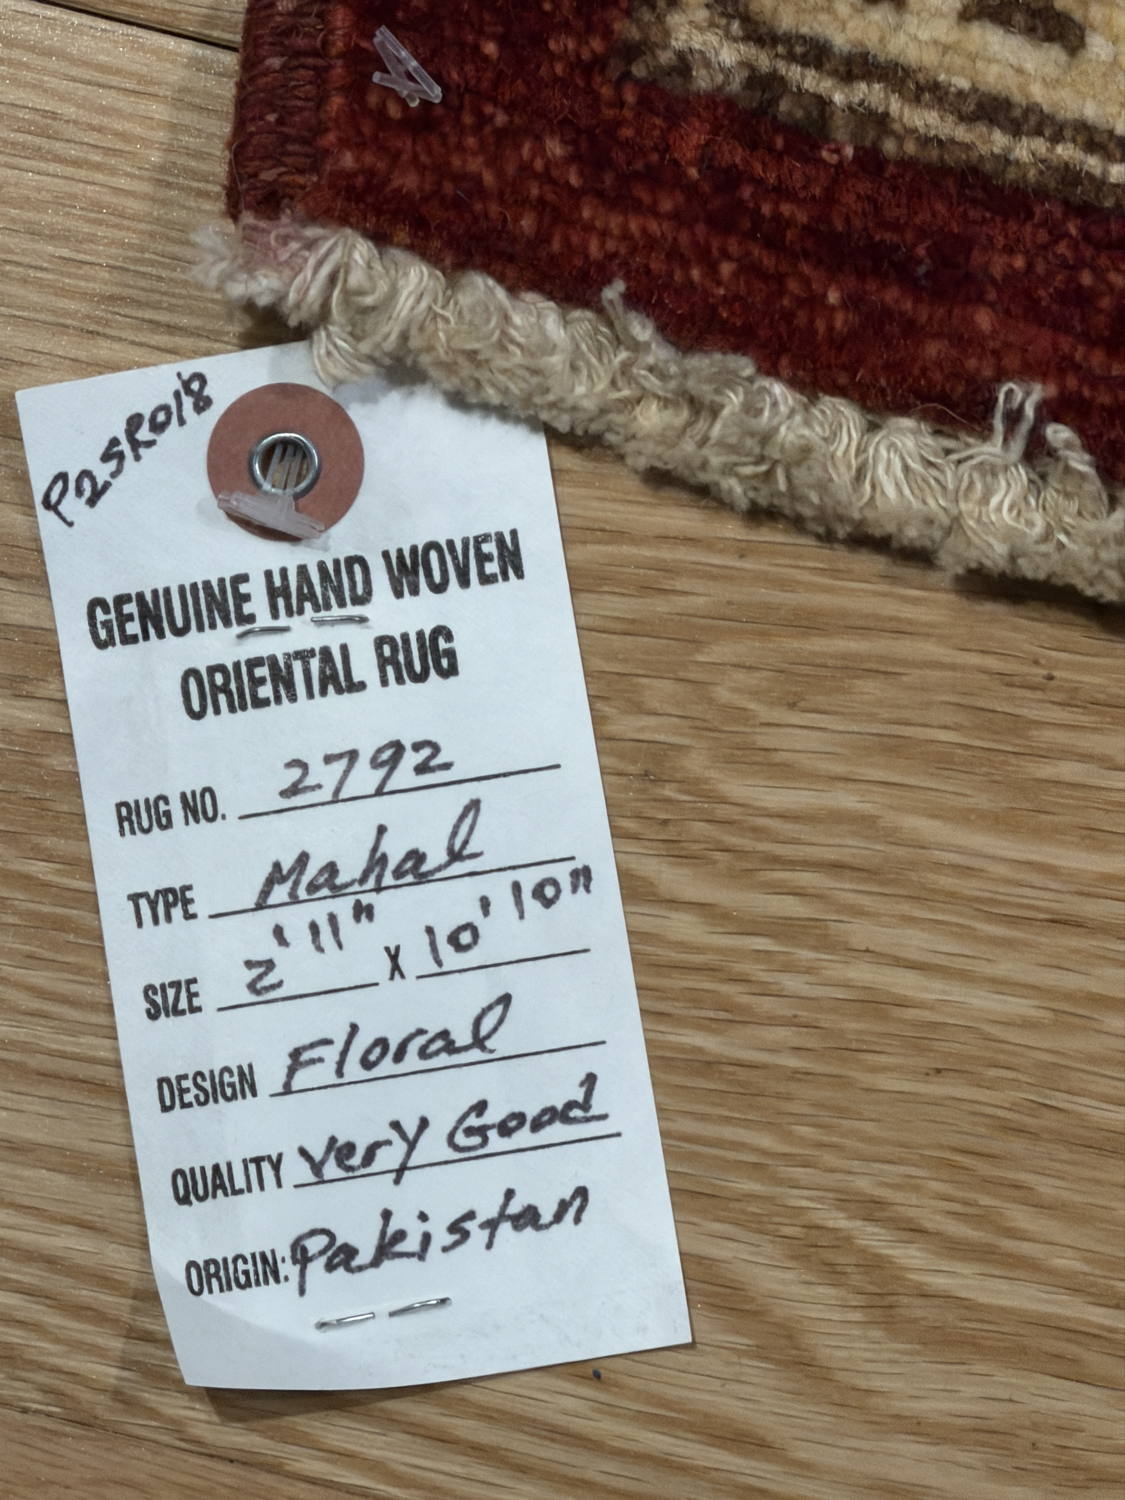 P25R018
GENUINE HAND WOVEN
ORIENTAL RUG
RUG NO. 2792
TYPE Mahal
SIZE 2'11" X 10'10"
DESIGN Floral
QUALITY Very Good
ORIGIN: Pakistan